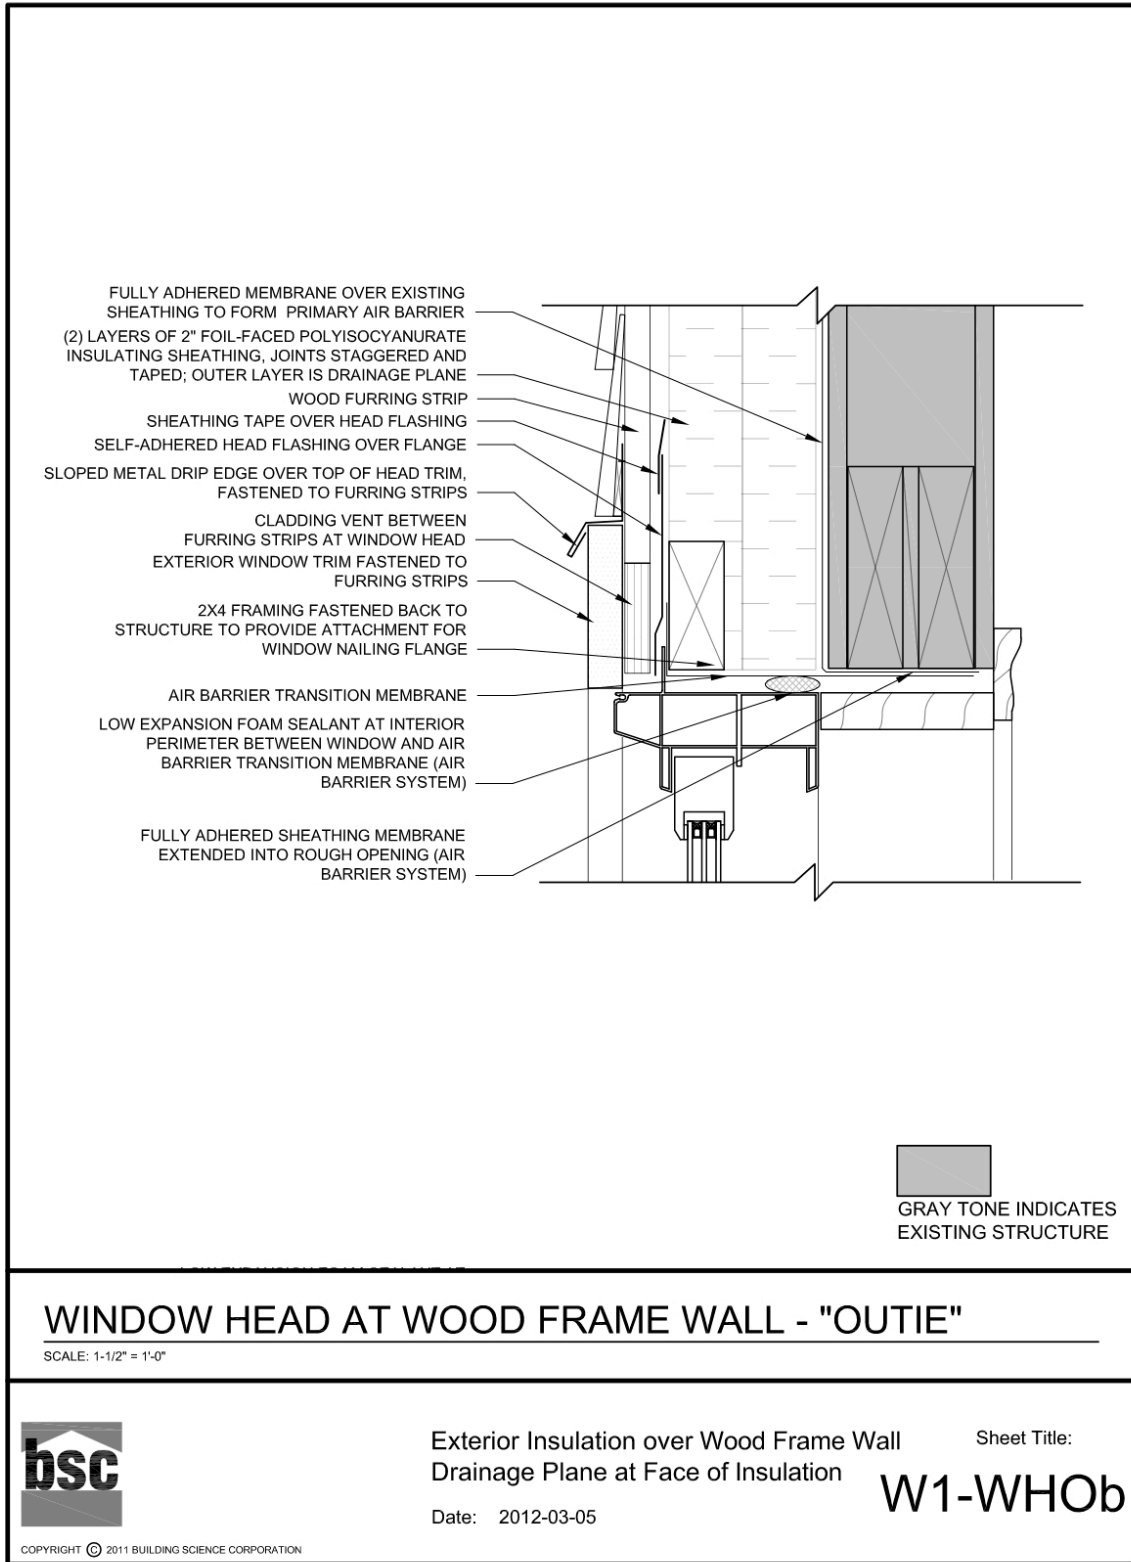 FULLY ADHERED MEMBRANE OVER EXISTING
SHEATHING TO FORM PRIMARY AIR BARRIER
(2) LAYERS OF 2" FOIL-FACED POLYISOCYANURATE
INSULATING SHEATHING, JOINTS STAGGERED AND
TAPED; OUTER LAYER IS DRAINAGE PLANE
WOOD FURRING STRIP
SHEATHING TAPE OVER HEAD FLASHING
SELF-ADHERED HEAD FLASHING OVER FLANGE
SLOPED METAL DRIP EDGE OVER TOP OF HEAD TRIM,
FASTENED TO FURRING STRIPS
CLADDING VENT BETWEEN
FURRING STRIPS AT WINDOW HEAD
EXTERIOR WINDOW TRIM FASTENED TO
FURRING STRIPS
2X4 FRAMING FASTENED BACK TO
STRUCTURE TO PROVIDE ATTACHMENT FOR
WINDOW NAILING FLANGE
AIR BARRIER TRANSITION MEMBRANE
LOW EXPANSION FOAM SEALANT AT INTERIOR
PERIMETER BETWEEN WINDOW AND AIR
BARRIER TRANSITION MEMBRANE (AIR
BARRIER SYSTEM)
FULLY ADHERED SHEATHING MEMBRANE
EXTENDED INTO ROUGH OPENING (AIR
BARRIER SYSTEM)
GRAY TONE INDICATES
EXISTING STRUCTURE
WINDOW HEAD AT WOOD FRAME WALL - "OUTIE"
SCALE: 1-1/2" = 1'-0"
bsc
COPYRIGHT © 2011 BUILDING SCIENCE CORPORATION
Exterior Insulation over Wood Frame Wall
Drainage Plane at Face of Insulation
Date: 2012-03-05
Sheet Title:
W1-WHOb